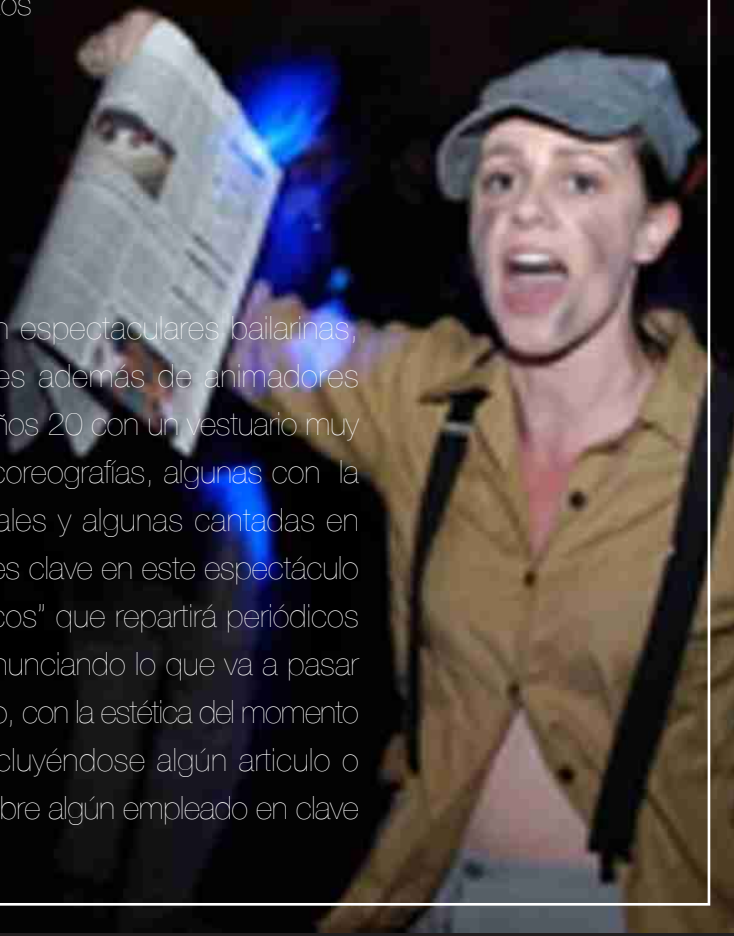 os
n espectaculares bailarinas,
es además de animadores
ños 20 con un vestuario muy
coreografías, algunas con la
ales y algunas cantadas en
es clave en este espectáculo
cos" que repartirá periódicos
nunciando lo que va a pasar
o, con la estética del momento
cluyéndose algún articulo o
bre algún empleado en clave